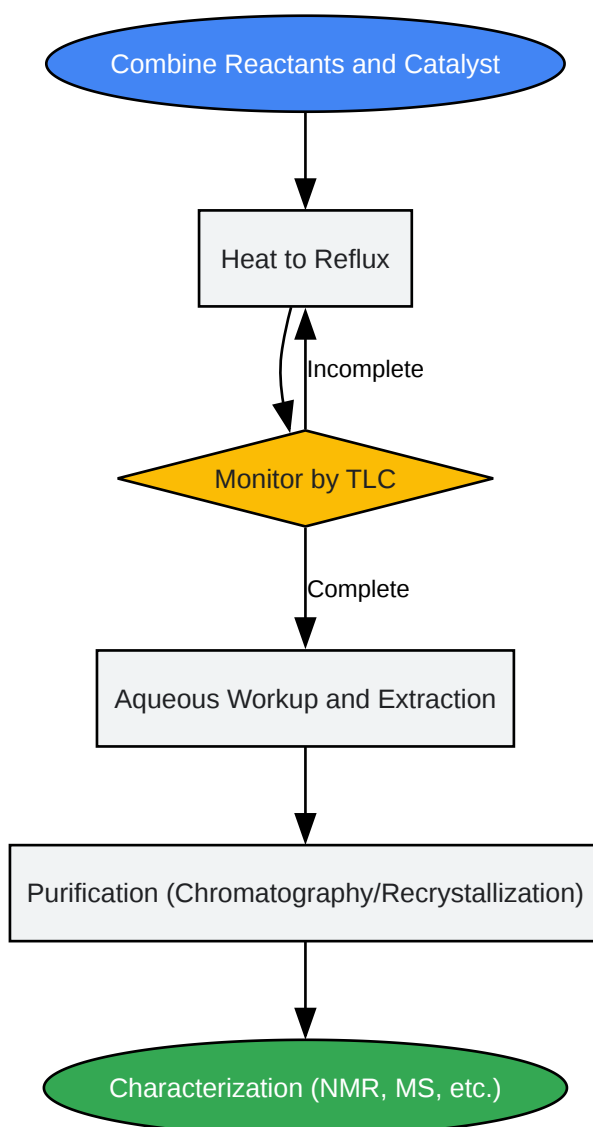 Combine Reactants and Catalyst
Heat to Reflux
Incomplete
Monitor by TLC
Complete
Aqueous Workup and Extraction
Purification (Chromatography/Recrystallization)
Characterization (NMR, MS, etc.)